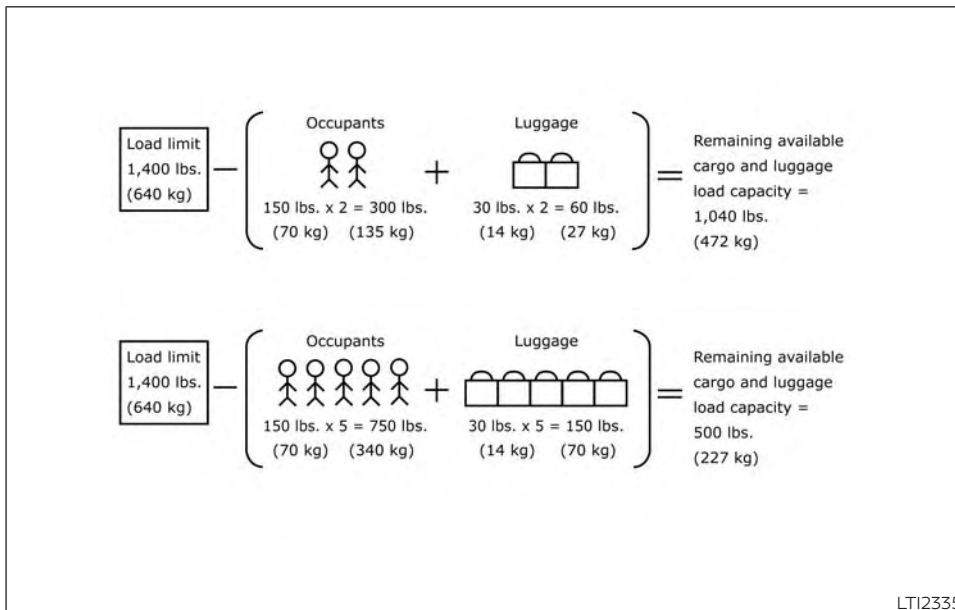 Load limit
1,400 lbs.
(640 kg)
Occupants
150 lbs. x 2 = 300 lbs.
(70 kg) (135 kg)
Luggage
30 lbs. x 2 = 60 lbs.
(14 kg) (27 kg)
Remaining available
cargo and luggage
load capacity =
1,040 lbs.
(472 kg)
Load limit
1,400 lbs.
(640 kg)
Occupants
150 lbs. x 5 = 750 lbs.
(70 kg) (340 kg)
Luggage
30 lbs. x 5 = 150 lbs.
(14 kg) (70 kg)
Remaining available
cargo and luggage
load capacity =
500 lbs.
(227 kg)
LTI2335